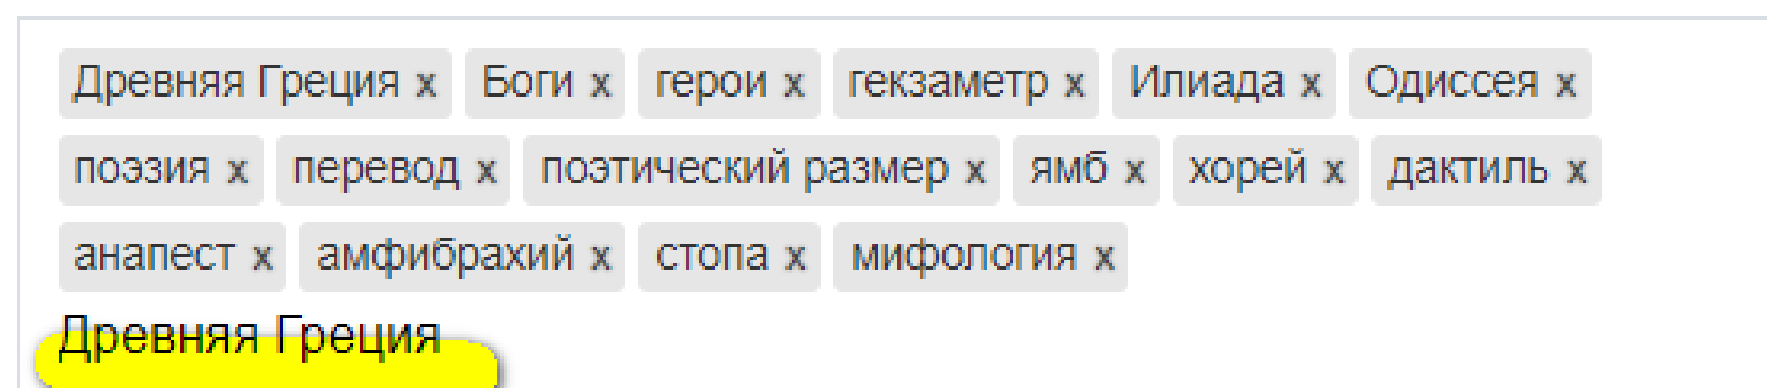 Древняя Греция x Боги x герои x гекзаметр x Илиада x Одиссея x
поэзия x перевод x поэтический размер x ямб x хорей x дактиль x
анапест x амфибрахий x стопа x мифология x
Древняя Греция